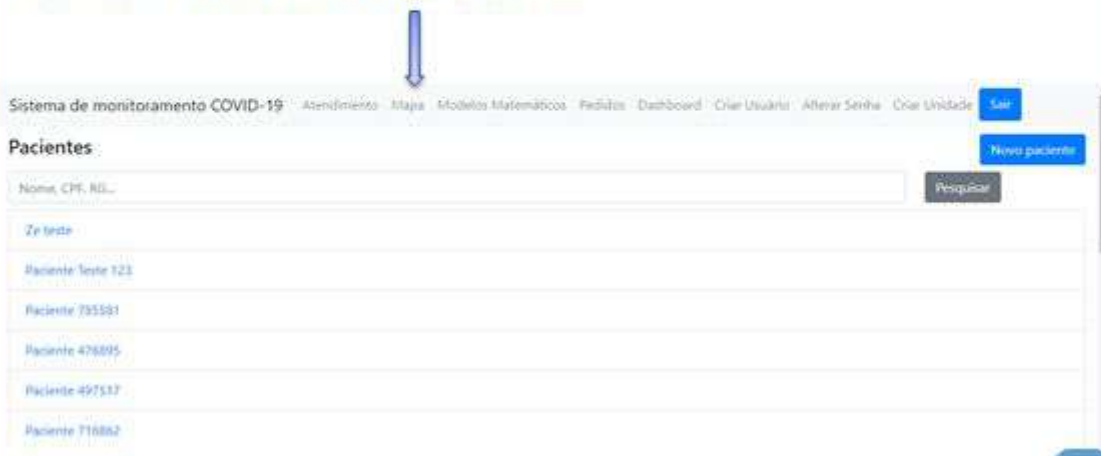 Sistema de monitoramento COVID-19 Atendimento Mapa Modelos Matemáticos Pedidos Dashboard Criar Usuário Alterar Senha Criar Unidade Sair
Pacientes Novo paciente
Nome, CPF, RG... Pesquisar
Ze teste
Paciente Teste 123
Paciente 785581
Paciente 476895
Paciente 497537
Paciente 716862